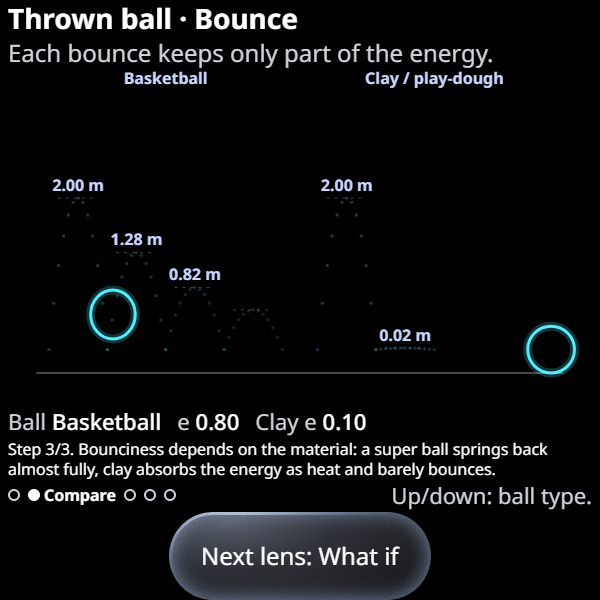 Thrown ball · Bounce
Each bounce keeps only part of the energy.
Basketball
Clay / play-dough
2.00 m
2.00 m
1.28 m
0.82 m
0.02 m
Ball Basketball e 0.80 Clay e 0.10
Step 3/3. Bounciness depends on the material: a super ball springs back
almost fully, clay absorbs the energy as heat and barely bounces.
Compare
Up/down: ball type.
Next lens: What if